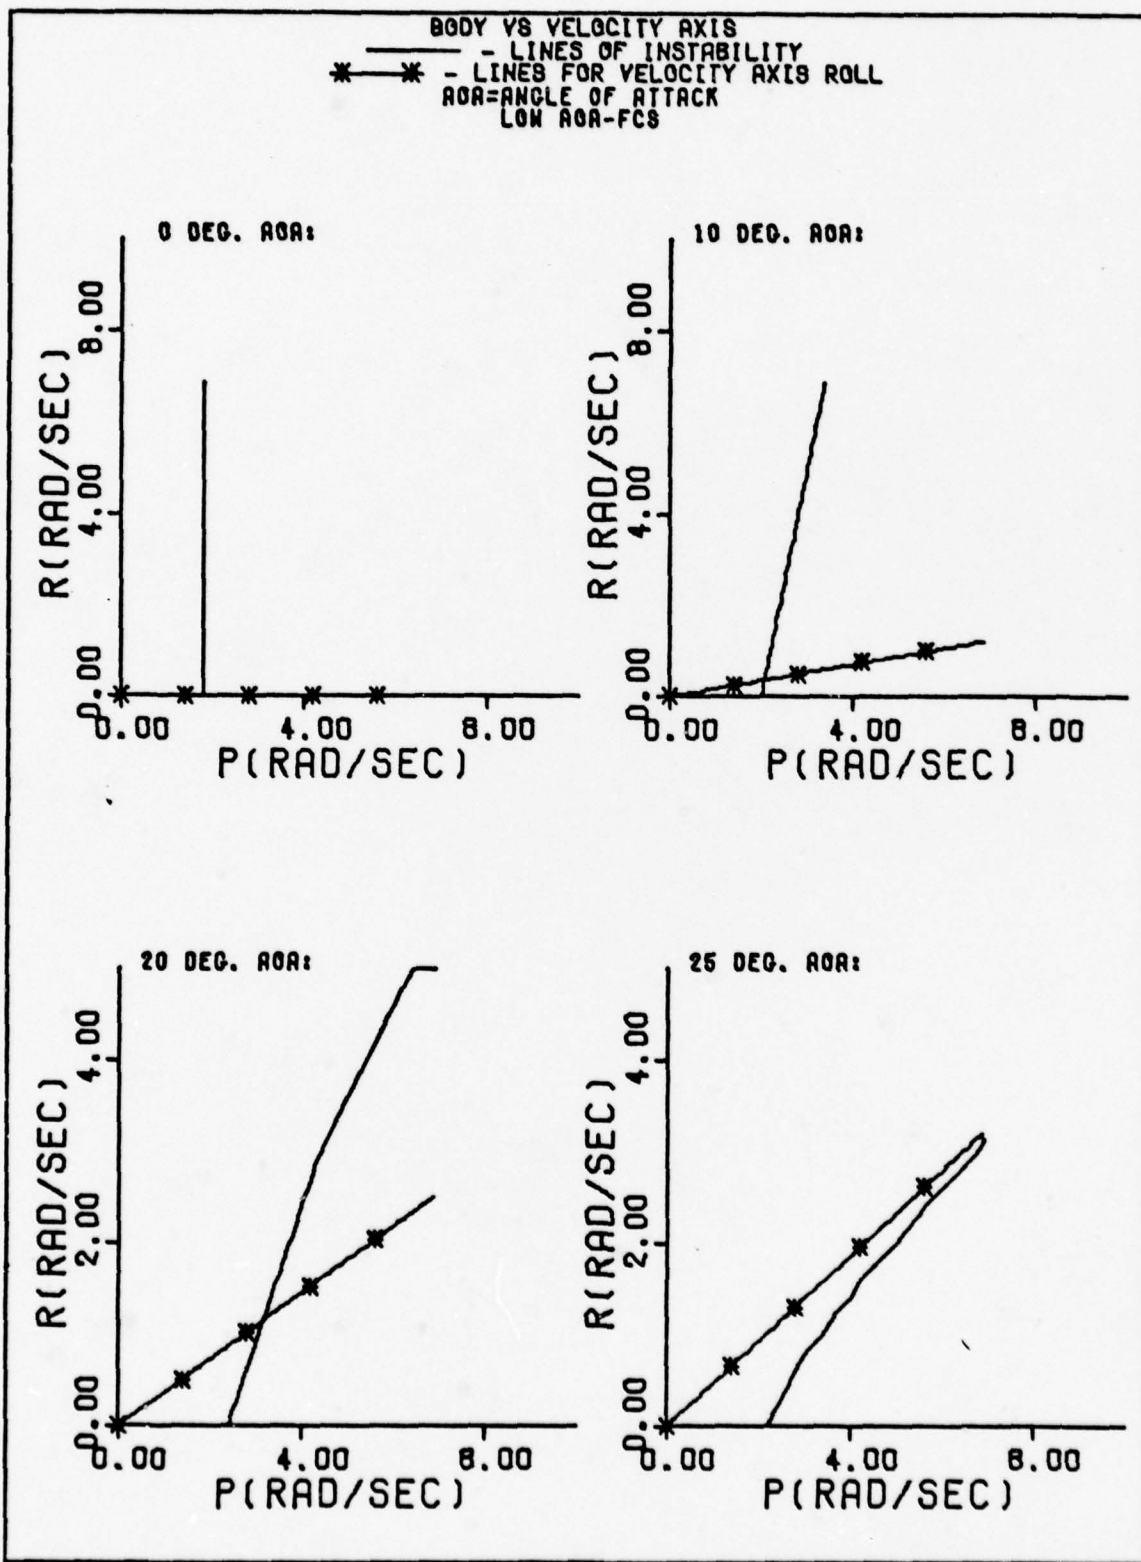 BODY VS VELOCITY AXIS
- LINES OF INSTABILITY
- LINES FOR VELOCITY AXIS ROLL
AOA=ANGLE OF ATTACK
LOW AOA-FCS
0 DEG. AOA:
R(RAD/SEC)
8.00
4.00
0.00
0.00 4.00 8.00
P(RAD/SEC)
10 DEG. AOA:
R(RAD/SEC)
8.00
4.00
0.00
0.00 4.00 8.00
P(RAD/SEC)
20 DEG. AOA:
R(RAD/SEC)
4.00
2.00
0.00
0.00 4.00 8.00
P(RAD/SEC)
25 DEG. AOA:
R(RAD/SEC)
4.00
2.00
0.00
0.00 4.00 8.00
P(RAD/SEC)